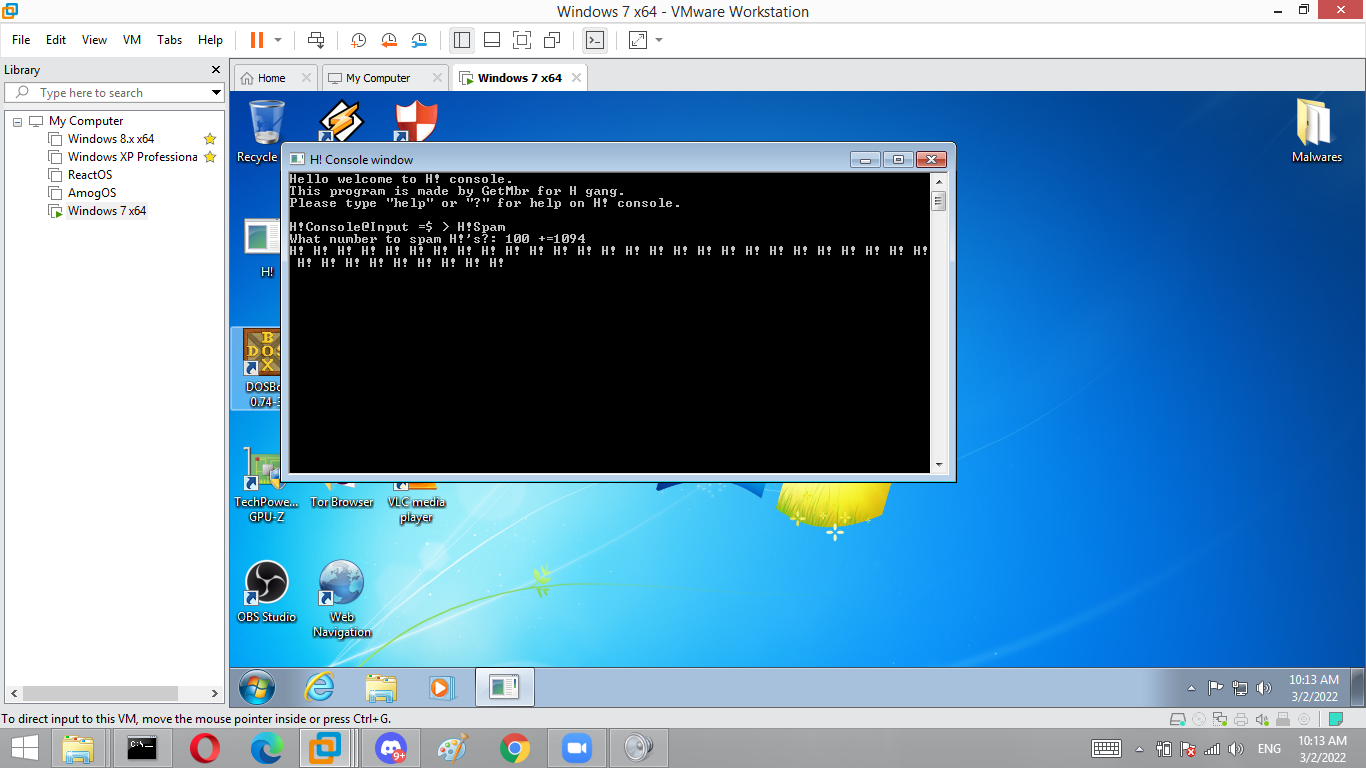 Windows 7 x64 - VMware Workstation
File Edit View VM Tabs Help
Library
Type here to search
My Computer
Windows 8.x x64
Windows XP Professiona
ReactOS
AmogOS
Windows 7 x64
Home
My Computer
Windows 7 x64
Recycle
Malwares
H! Console window
Hello welcome to H! console.
This program is made by GetMbr for H gang.
Please type "help" or "?" for help on H! console.
H!Console@Input =$ > H!Spam
What number to spam H!'s?: 100 +=1094
H! H! H! H! H! H! H! H! H! H! H! H! H! H! H! H! H! H! H! H! H! H! H! H! H! H! H!
H! H! H! H! H! H! H! H! H!
H!
BOX
DOS
DOSBo
0.74-3
TechPowe...
GPU-Z
Tor Browser
VLC media
player
OBS Studio
Web
Navigation
10:13 AM
3/2/2022
To direct input to this VM, move the mouse pointer inside or press Ctrl+G.
C:\_
9+
ENG
10:13 AM
3/2/2022